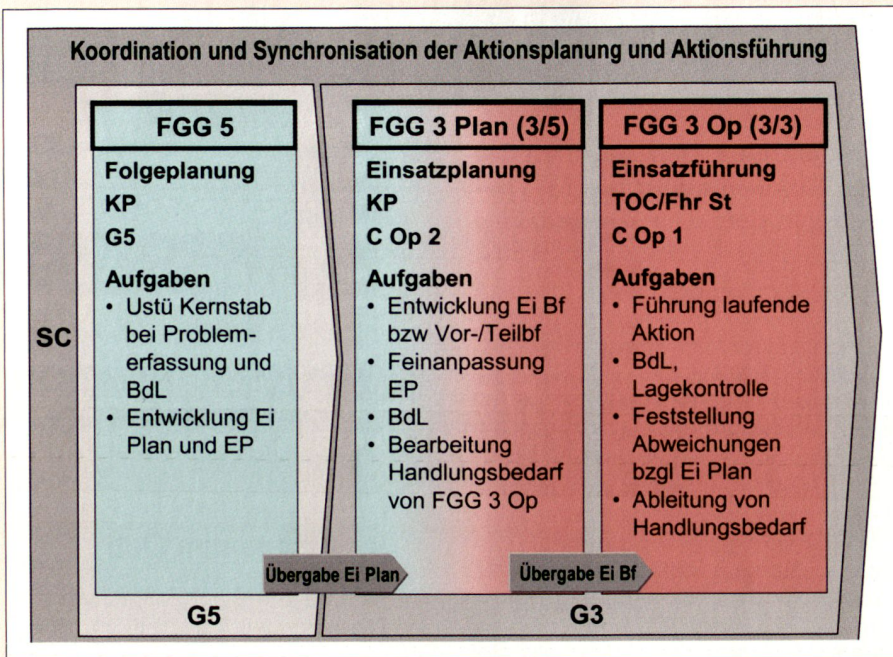 Koordination und Synchronisation der Aktionsplanung und Aktionsführung
SC
FGG 5
Folgeplanung
KP
G5
Aufgaben
• Ustü Kernstab
bei Problem-
erfassung und
BdL
• Entwicklung Ei
Plan und EP
FGG 3 Plan (3/5)
Einsatzplanung
KP
C Op 2
Aufgaben
• Entwicklung Ei Bf
bzw Vor-/Teilbf
• Feinanpassung
EP
• BdL
• Bearbeitung
Handlungsbedarf
von FGG 3 Op
FGG 3 Op (3/3)
Einsatzführung
TOC/Fhr St
C Op 1
Aufgaben
• Führung laufende
Aktion
• BdL,
Lagekontrolle
• Feststellung
Abweichungen
bzgl Ei Plan
• Ableitung von
Handlungsbedarf
Übergabe Ei Plan
Übergabe Ei Bf
G5
G3